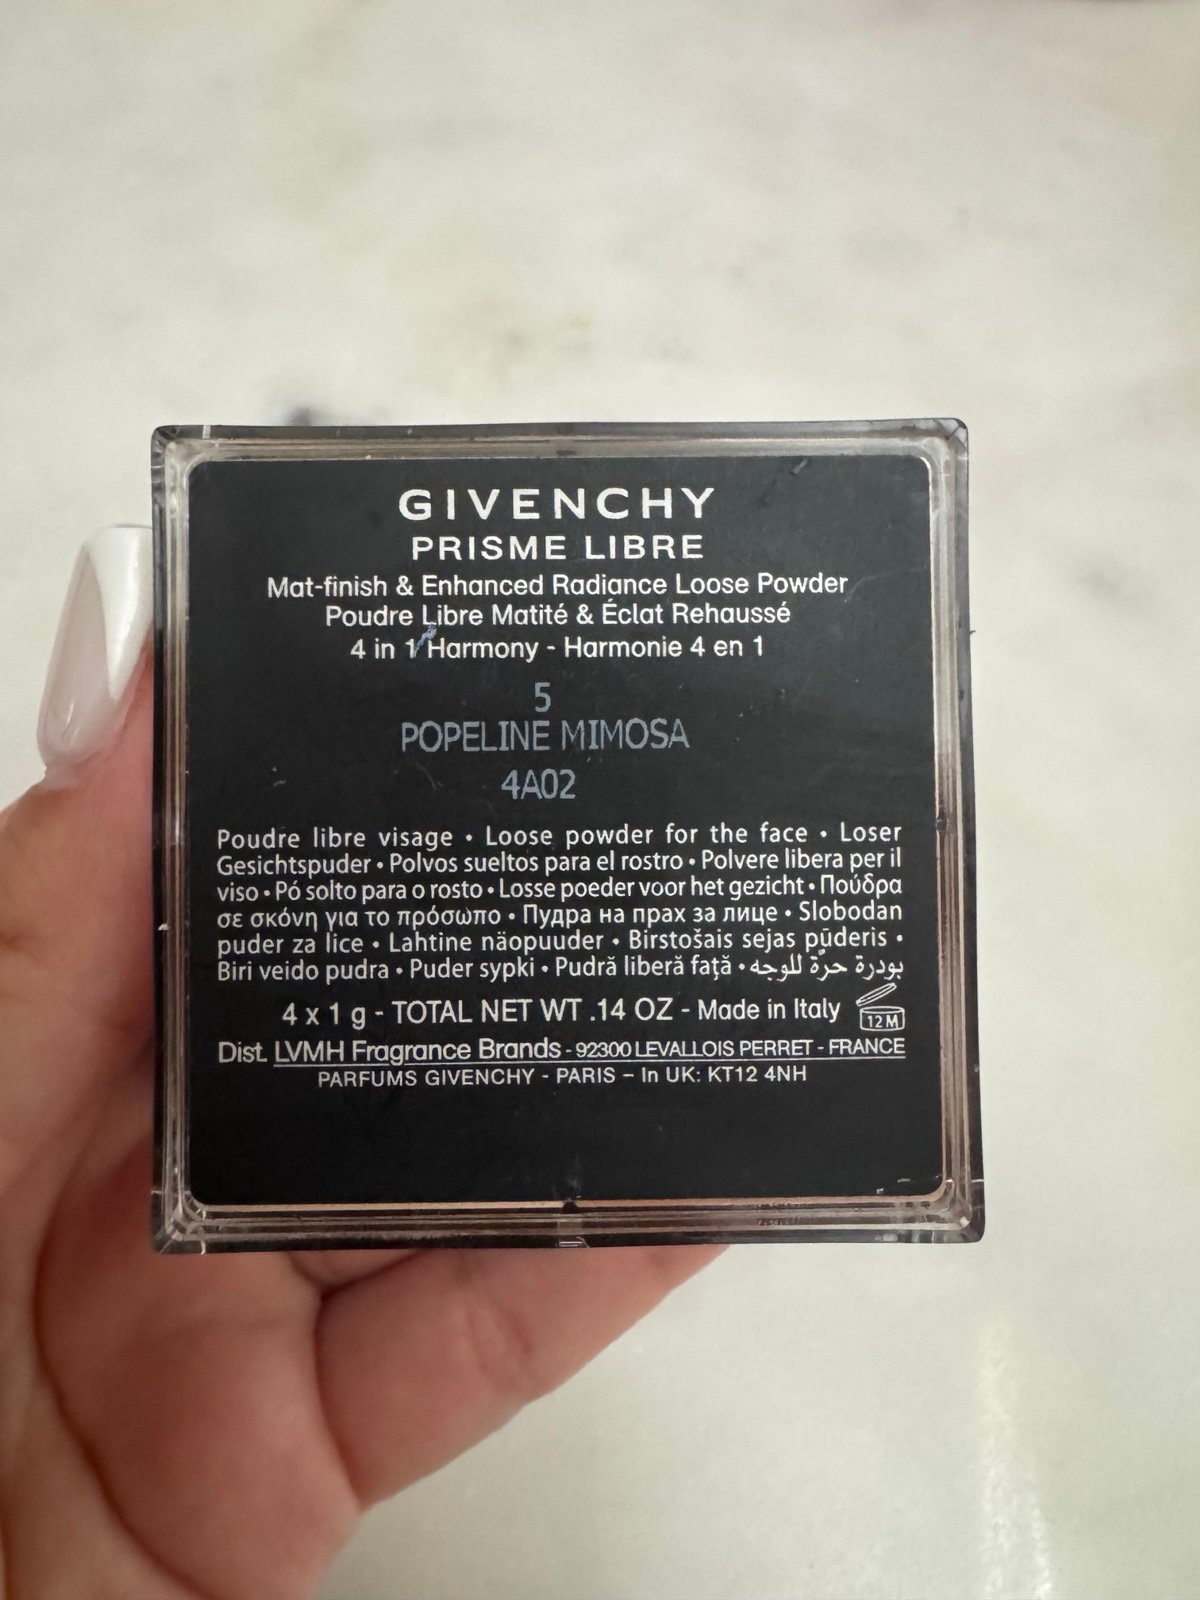 GIVENCHY
PRISME LIBRE
Mat-finish & Enhanced Radiance Loose Powder
Poudre Libre Matité & Éclat Rehaussé
4 in 1 Harmony - Harmonie 4 en 1
5
POPELINE MIMOSA
4A02
Poudre libre visage • Loose powder for the face • Loser
Gesichtspuder • Polvos sueltos para el rostro • Polvere libera per il
viso • Pó solto para o rosto • Losse poeder voor het gezicht • Πούδρα
σε σκόνη για το πρόσωπο • Пудра на прах за лице • Slobodan
puder za lice • Lahtine näopuuder • Birstošais sejas pūderis •
Biri veido pudra • Puder sypki • Pudră liberă față • بودرة حرّة للوجه
4 x 1 g - TOTAL NET WT .14 OZ - Made in Italy 12 M
Dist. LVMH Fragrance Brands - 92300 LEVALLOIS PERRET - FRANCE
PARFUMS GIVENCHY - PARIS – In UK: KT12 4NH